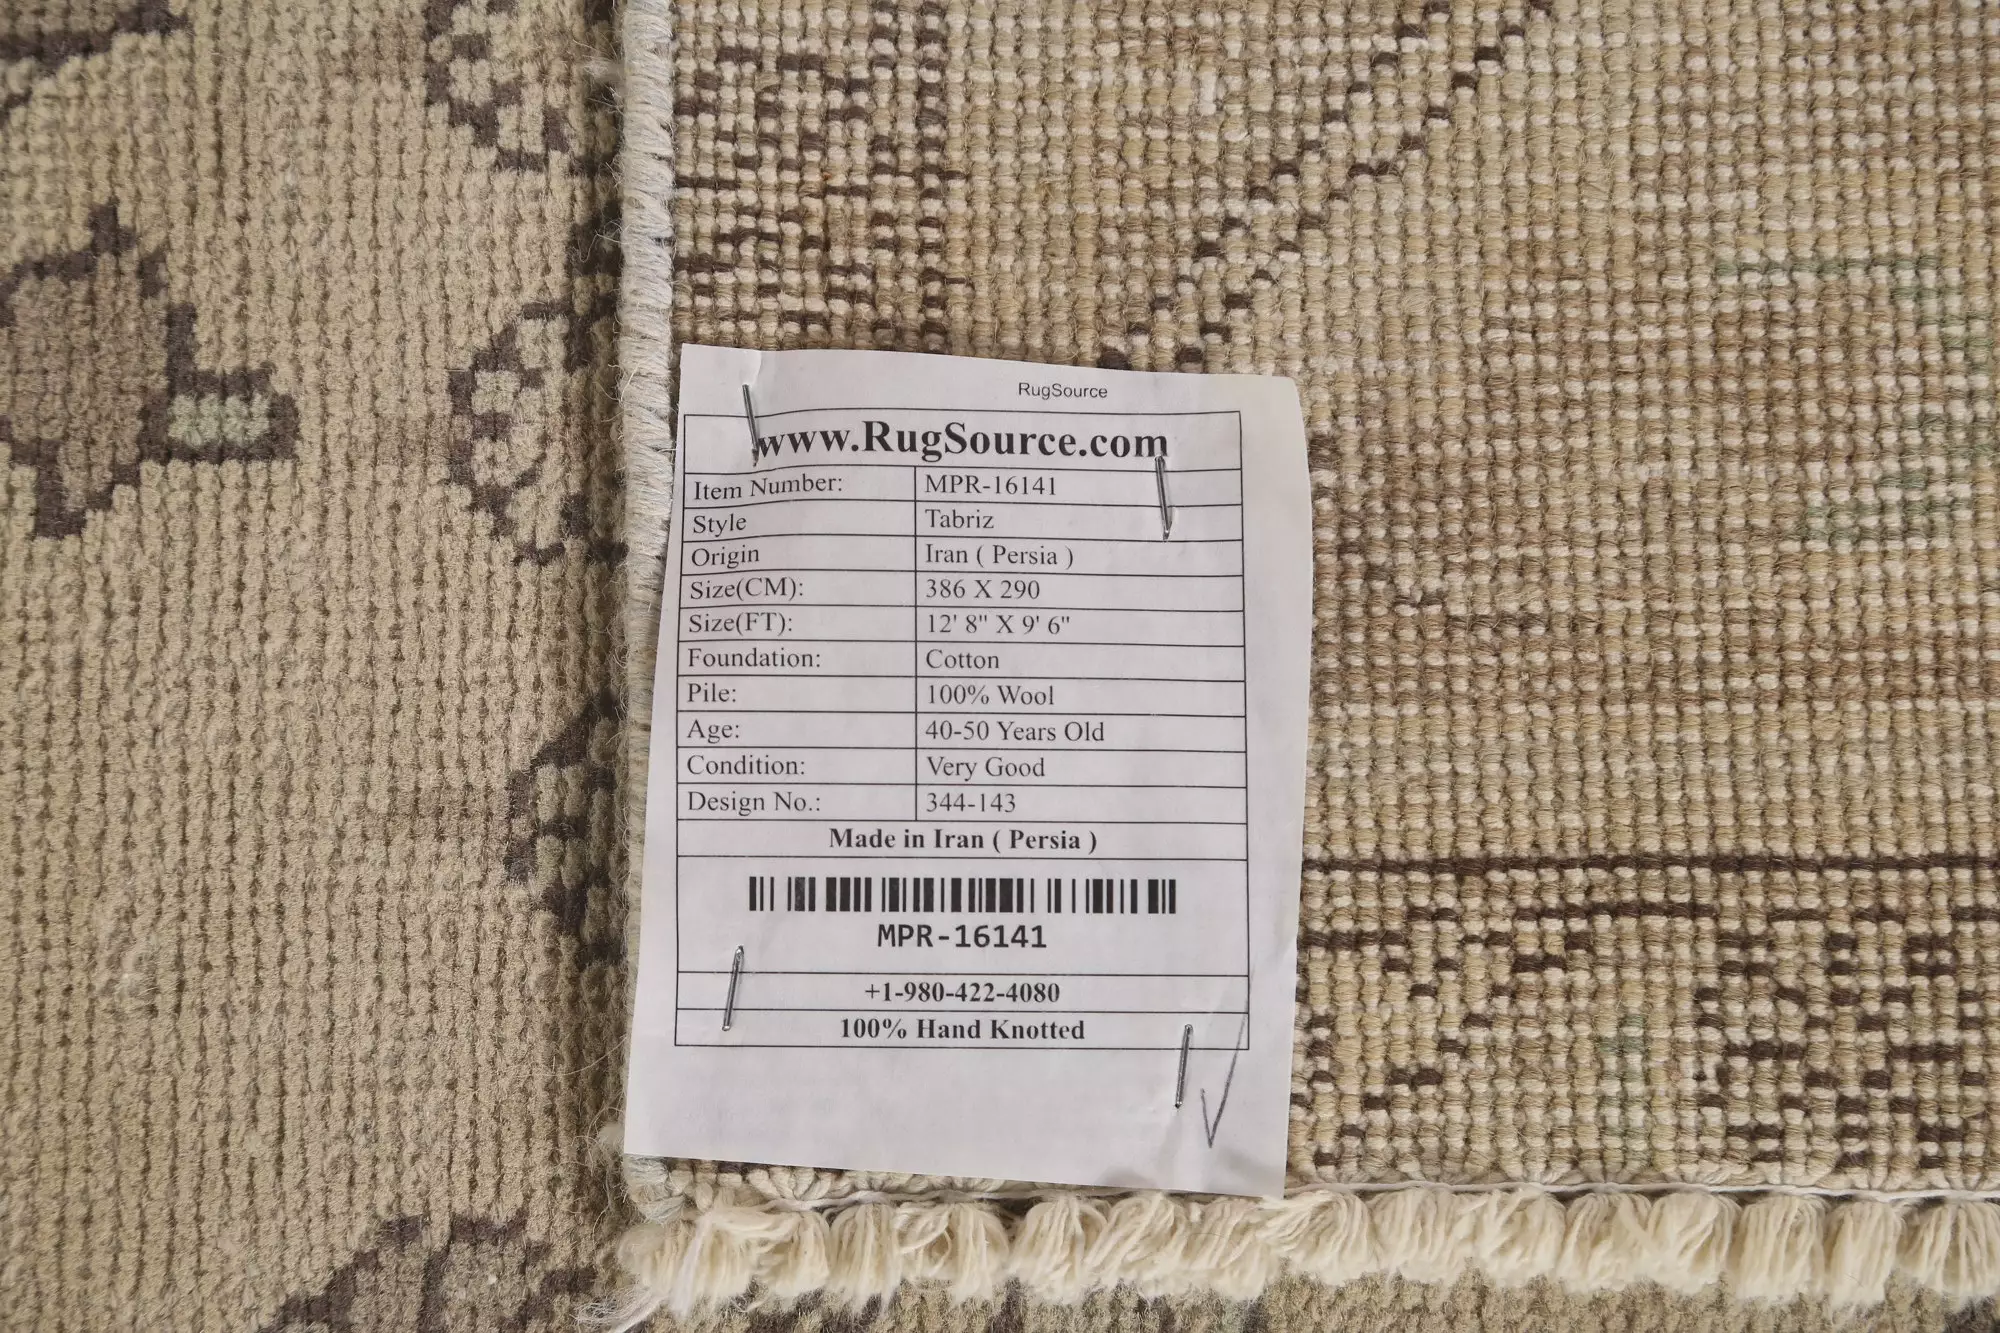 RugSource
www.RugSource.com
Item Number: MPR-16141
Style Tabriz
Origin Iran ( Persia )
Size(CM): 386 X 290
Size(FT): 12' 8" X 9' 6"
Foundation: Cotton
Pile: 100% Wool
Age: 40-50 Years Old
Condition: Very Good
Design No.: 344-143
Made in Iran ( Persia )
MPR-16141
+1-980-422-4080
100% Hand Knotted